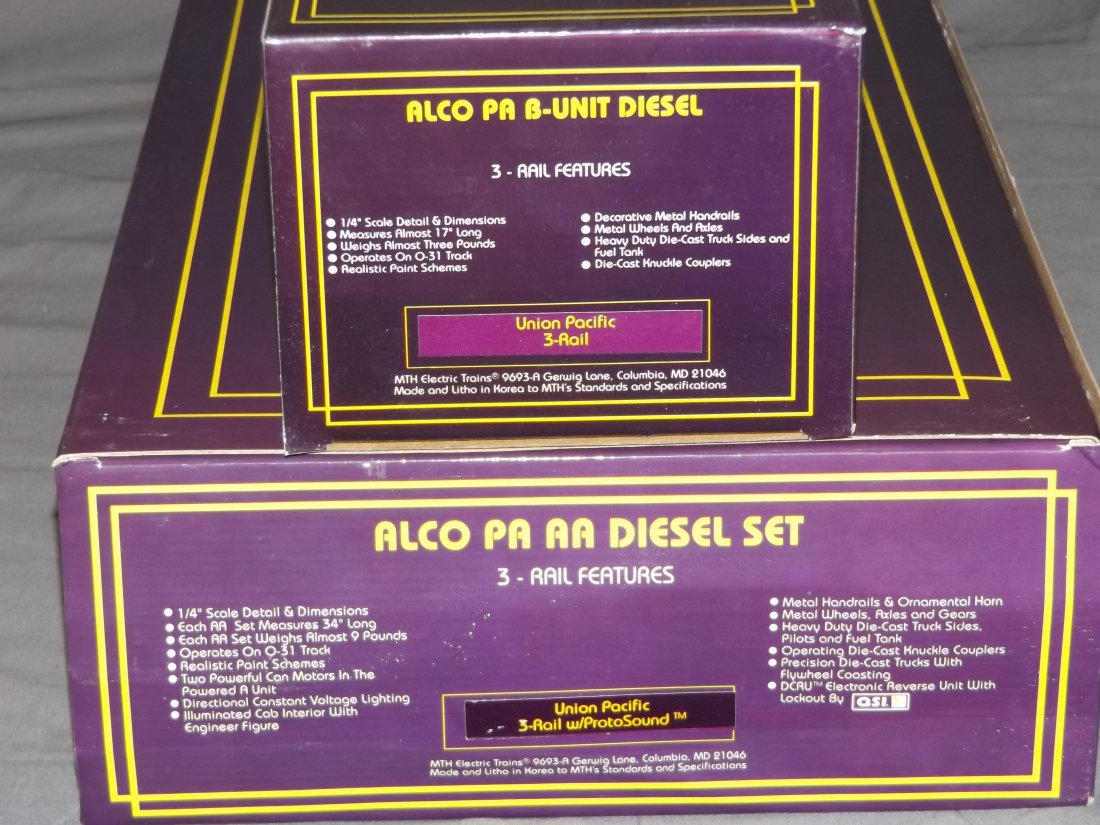 ALCO PA B-UNIT DIESEL
3 - RAIL FEATURES
● 1/4" Scale Detail & Dimensions
● Measures Almost 17" Long
● Weighs Almost Three Pounds
● Operates On O-31 Track
● Realistic Paint Schemes
● Decorative Metal Handrails
● Metal Wheels And Axles
● Heavy Duty Die-Cast Truck Sides and
Fuel Tank
● Die-Cast Knuckle Couplers
Union Pacific
3-Rail
MTH Electric Trains® 9693-A Gerwig Lane, Columbia, MD 21046
Made and Litho in Korea to MTH's Standards and Specifications
ALCO PA AA DIESEL SET
3 - RAIL FEATURES
● 1/4" Scale Detail & Dimensions
● Each AA Set Measures 34" Long
● Each AA Set Weighs Almost 9 Pounds
● Operates On O-31 Track
● Realistic Paint Schemes
● Two Powerful Can Motors In The
Powered A Unit
● Directional Constant Voltage Lighting
● Illuminated Cab Interior With
Engineer Figure
● Metal Handrails & Ornamental Horn
● Metal Wheels, Axles and Gears
● Heavy Duty Die-Cast Truck Sides,
Pilots and Fuel Tank
● Operating Die-Cast Knuckle Couplers
● Precision Die-Cast Trucks With
Flywheel Coasting
● DCRU™ Electronic Reverse Unit With
Lockout By QSI.
Union Pacific
3-Rail w/ProtoSound ™
MTH Electric Trains® 9693-A Gerwig Lane, Columbia, MD 21046
Made and Litho in Korea to MTH's Standards and Specifications